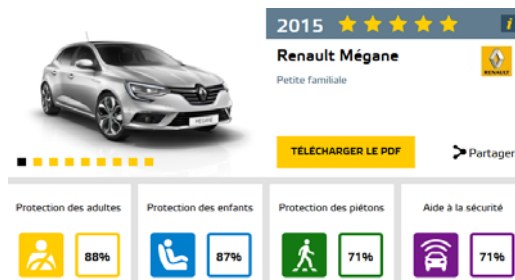 2015
i
Renault Mégane
RENAULT
Petite familiale
MEGANE
TÉLÉCHARGER LE PDF
Partager
Protection des adultes
Protection des enfants
Protection des piétons
Aide à la sécurité
88%
87%
71%
71%